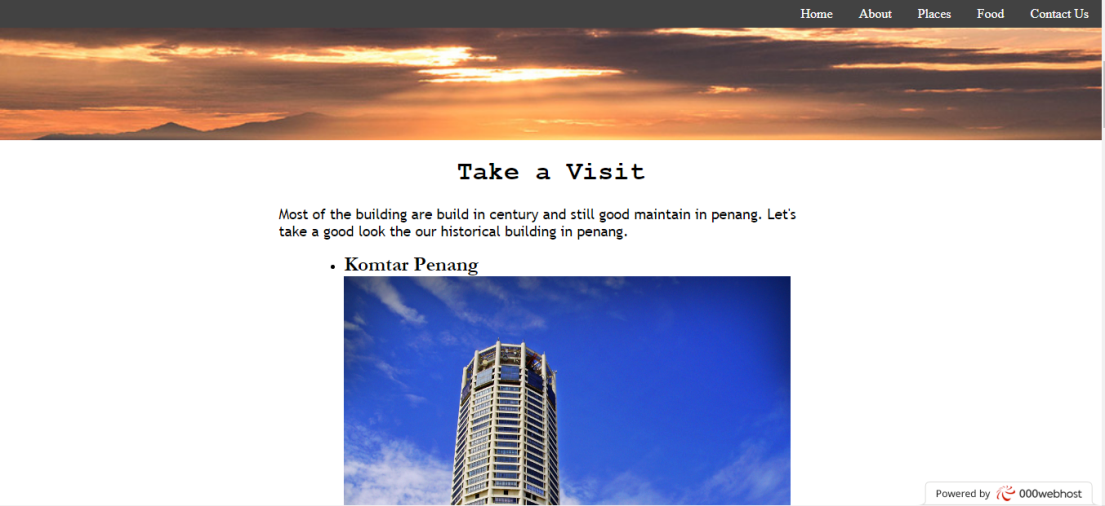 Home About Places Food Contact Us
Take a Visit
Most of the building are build in century and still good maintain in penang. Let's
take a good look the our historical building in penang.
Komtar Penang
Powered by 000webhost